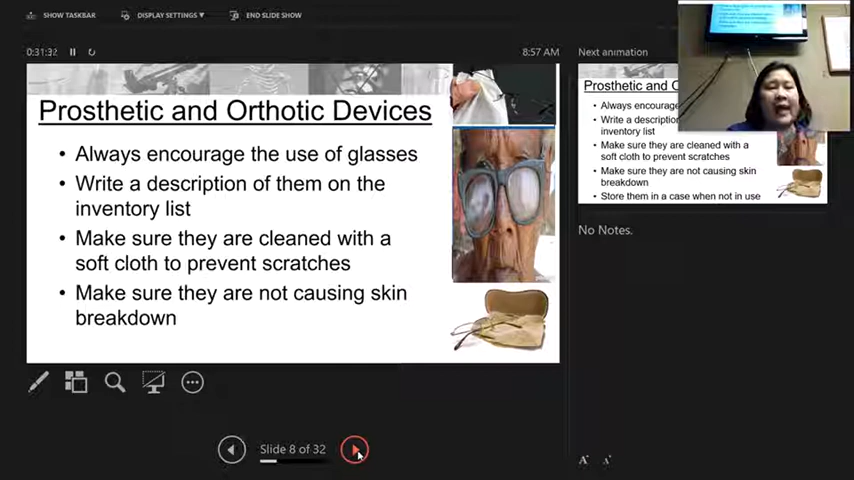 SHOW TASKBAR
DISPLAY SETTINGS ▼
END SLIDE SHOW
0:31:32
8:57 AM
Prosthetic and Orthotic Devices
• Always encourage the use of glasses
• Write a description of them on the
inventory list
• Make sure they are cleaned with a
soft cloth to prevent scratches
• Make sure they are not causing skin
breakdown
Next animation
Prosthetic and O
• Always encourage
• Write a description
inventory list
• Make sure they are cleaned with a
soft cloth to prevent scratches
• Make sure they are not causing skin
breakdown
• Store them in a case when not in use
No Notes.
Slide 8 of 32
A A